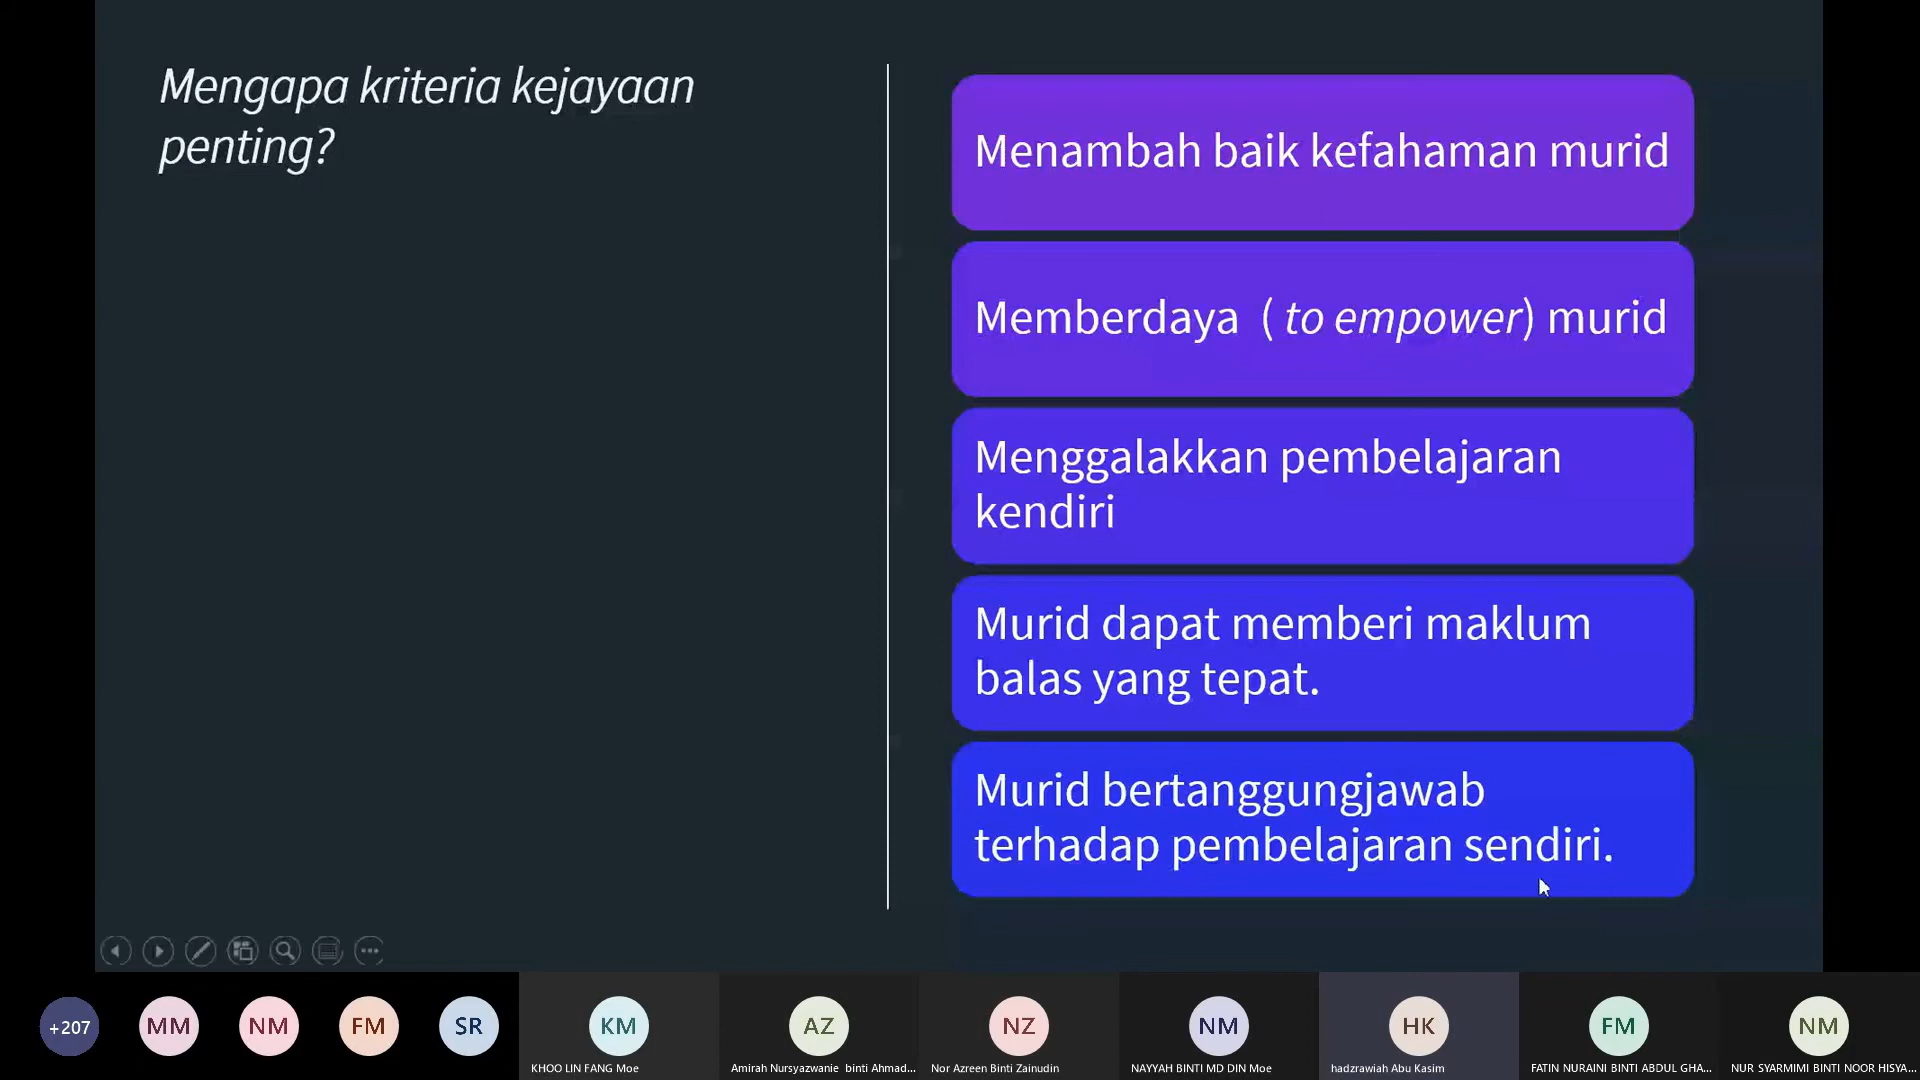 Mengapa kriteria kejayaan
penting?
Menambah baik kefahaman murid
Memberdaya ( to empower) murid
Menggalakkan pembelajaran
kendiri
Murid dapat memberi maklum
balas yang tepat.
Murid bertanggungjawab
terhadap pembelajaran sendiri.
+207
MM
NM
FM
SR
KM
AZ
NZ
NM
HK
FM
NM
KHOO LIN FANG Moe
Amirah Nursyazwanie binti Ahmad...
Nor Azreen Binti Zainudin
NAYYAH BINTI MD DIN Moe
hadzrawiah Abu Kasim
FATIN NURAINI BINTI ABDUL GHA...
NUR SYARMIMI BINTI NOOR HISYA...